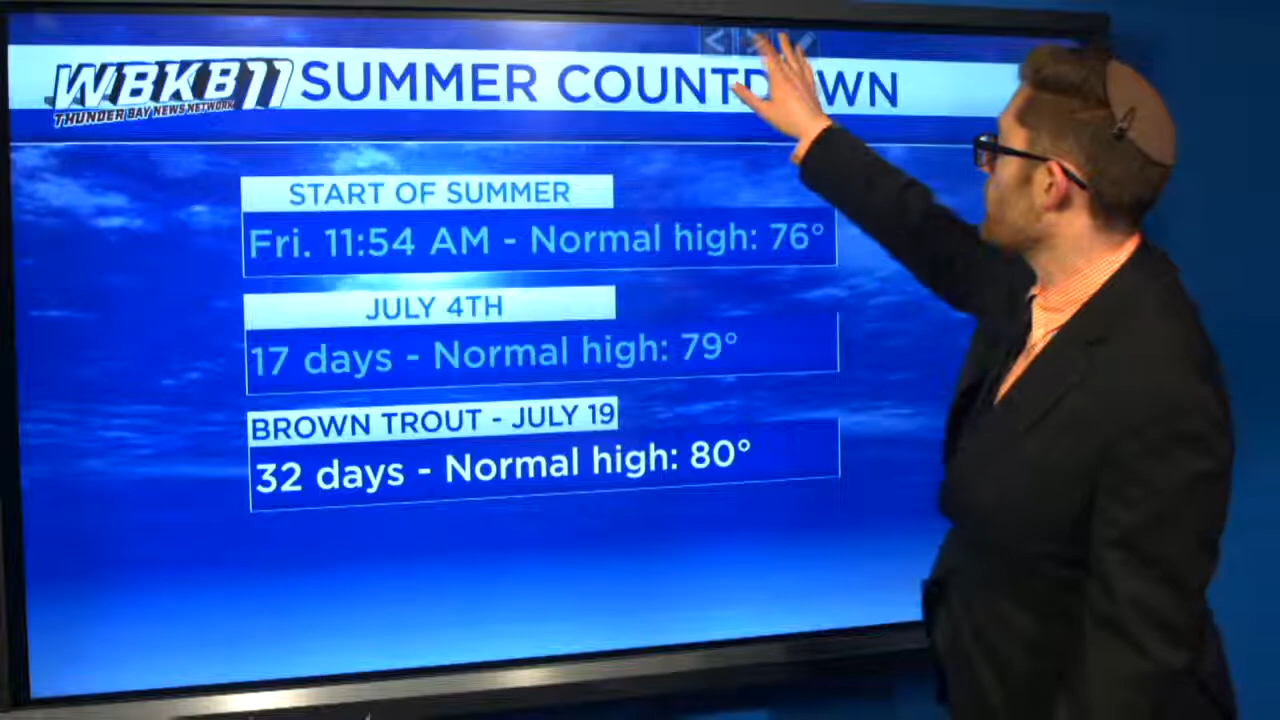 WBKB11
THUNDER BAY NEWS NETWORK
SUMMER COUNTDOWN
START OF SUMMER
Fri. 11:54 AM - Normal high: 76°
JULY 4TH
17 days - Normal high: 79°
BROWN TROUT - JULY 19
32 days - Normal high: 80°